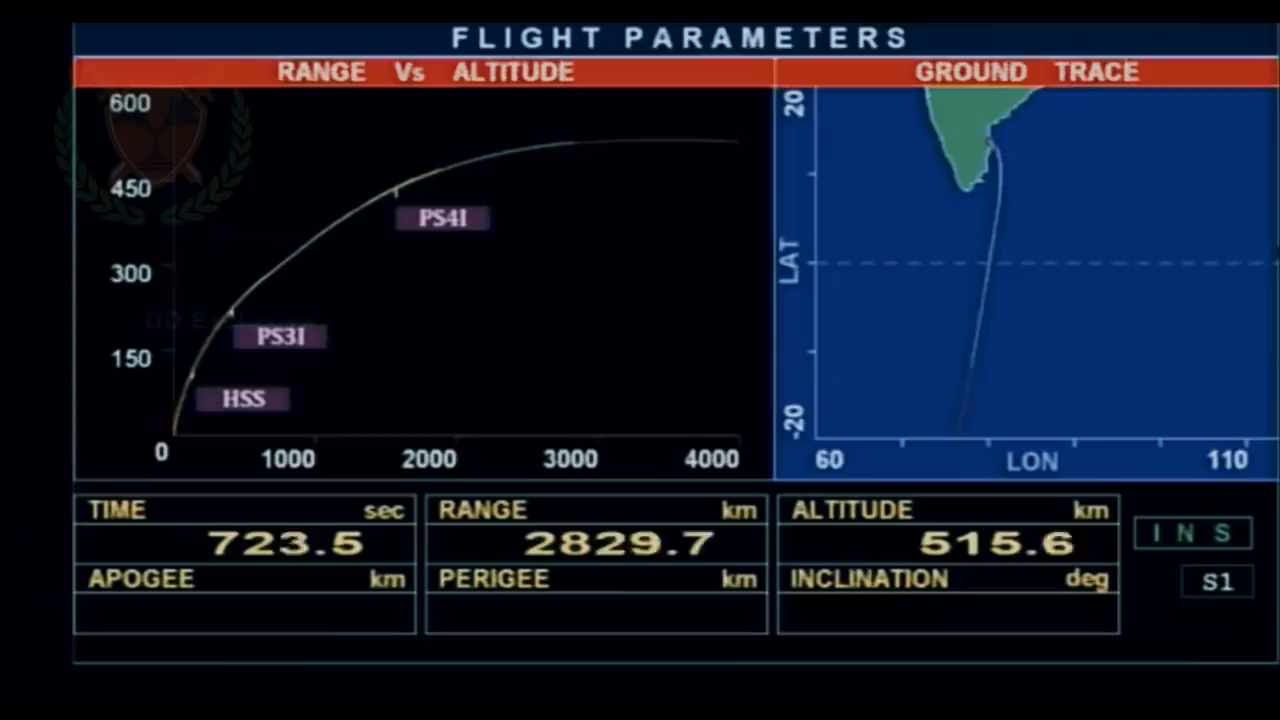 FLIGHT PARAMETERS
RANGE Vs ALTITUDE
GROUND TRACE
600
450
300
150
0
1000
2000
3000
4000
PS4I
PS3I
HSS
20
LAT
-20
60
LON
110
TIME sec
723.5
RANGE km
2829.7
ALTITUDE km
515.6
INS
S1
APOGEE km
PERIGEE km
INCLINATION deg